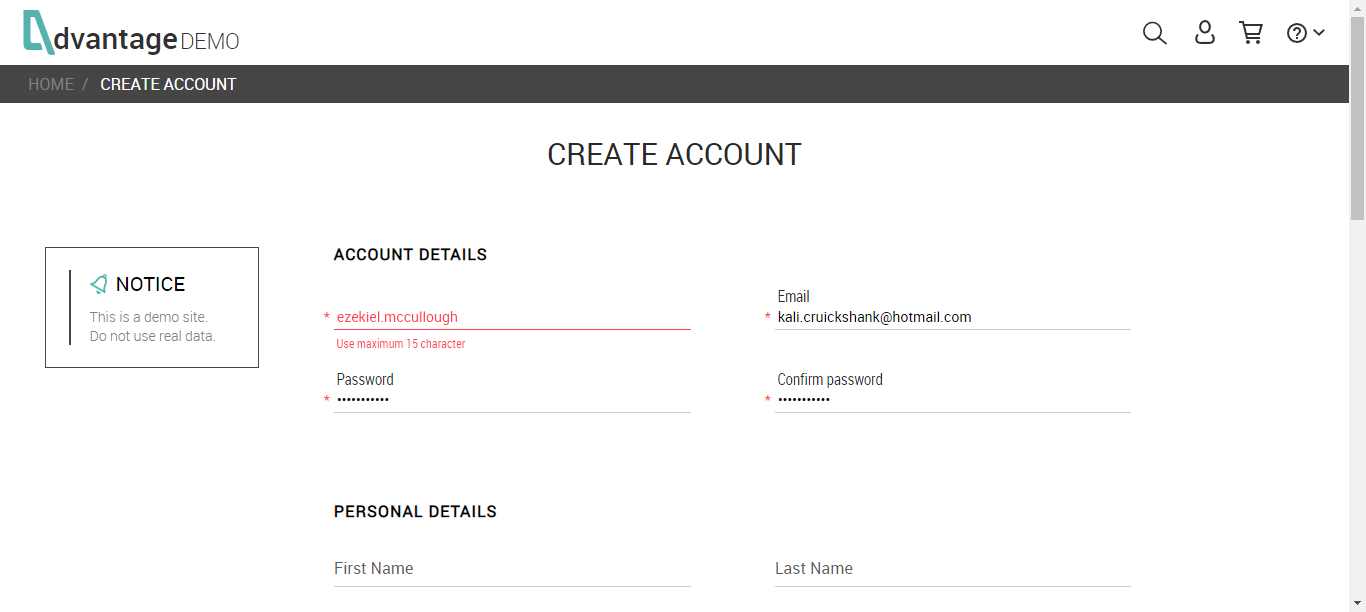 dvantage DEMO
HOME / CREATE ACCOUNT
CREATE ACCOUNT
NOTICE
This is a demo site.
Do not use real data.
ACCOUNT DETAILS
* ezekiel.mccullough
Use maximum 15 character
Email
* kali.cruickshank@hotmail.com
Password
* •••••••••••
Confirm password
* •••••••••••
PERSONAL DETAILS
First Name
Last Name